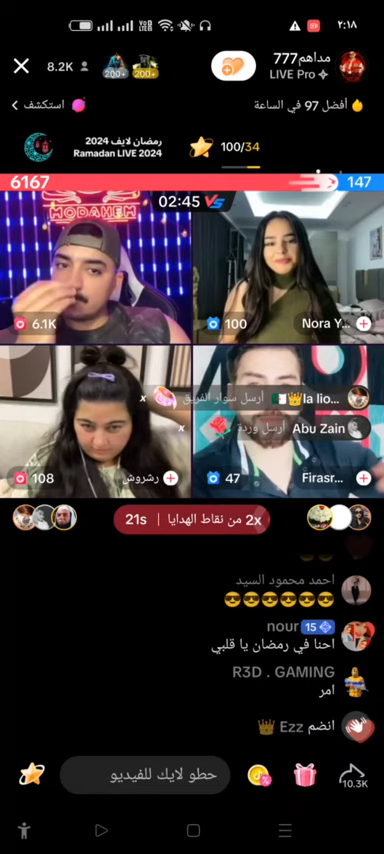 ٢:١٨
مداهم777
LIVE Pro
8.2K
200+
200+
أفضل 97 في الساعة
استكشف
رمضان لايف 2024
Ramadan LIVE 2024
100/34
6167
147
02:45 VS
MODAHEM
6.1K
100
Nora Y...
la lio... أرسل سوار الفريق x
Abu Zain أرسل وردة x
108
رشروش
47
Firasr...
2x من نقاط الهدايا | 21s
احمد محمود السيد
😎😎😎😎😎😎
nour 15
احنا في رمضان يا قلبي
R3D . GAMING
امر
Ezz انضم
حطو لايك للفيديو
10.3K